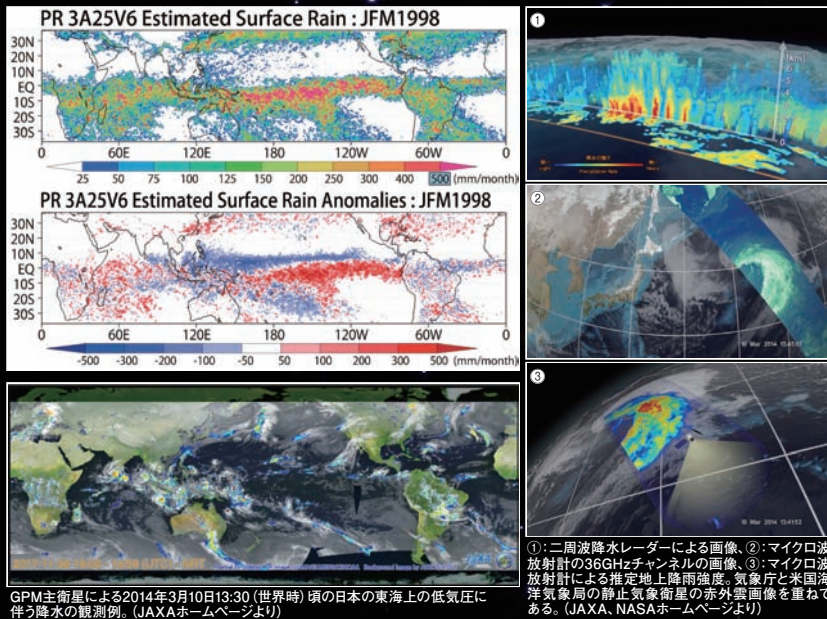 PR 3A25V6 Estimated Surface Rain : JFM1998
30N
20N
10N
EQ
10S
20S
30S
0 60E 120E 180 120W 60W 0
25 50 75 100 125 150 200 250 300 400 500 (mm/month)
PR 3A25V6 Estimated Surface Rain Anomalies : JFM1998
30N
20N
10N
EQ
10S
20S
30S
0 60E 120E 180 120W 60W 0
-500 -300 -200 -100 -50 50 100 200 300 500 (mm/month)
GPM主衛星による2014年3月10日13:30（世界時）頃の日本の東海上の低気圧に
伴う降水の観測例。（JAXAホームページより）
①
(km)
Precipitation Rate
②
10 Mar 2014
③
10 Mar 2014 13:41:52
①：二周波降水レーダーによる画像、②：マイクロ波
放射計の36GHzチャンネルの画像、③：マイクロ波
放射計による推定地上降雨強度。気象庁と米国海
洋気象局の静止気象衛星の赤外雲画像を重ねて
ある。（JAXA、NASAホームページより）